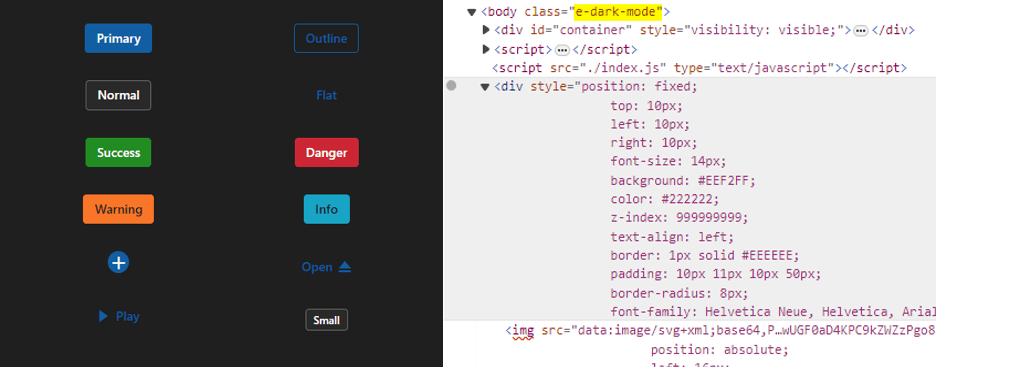 Primary
Outline
Normal
Flat
Success
Danger
Warning
Info
Open
Play
Small
<body class="e-dark-mode">
<div id="container" style="visibility: visible;">…</div>
<script>…</script>
<script src="./index.js" type="text/javascript"></script>
<div style="position: fixed;
top: 10px;
left: 10px;
right: 10px;
font-size: 14px;
background: #EEF2FF;
color: #222222;
z-index: 999999999;
text-align: left;
border: 1px solid #EEEEEE;
padding: 10px 11px 10px 50px;
border-radius: 8px;
font-family: Helvetica Neue, Helvetica, Arial
<img src="data:image/svg+xml;base64,P…wUGF0aD4KPC9kZWZzPgo8
position: absolute;
left: 16px;